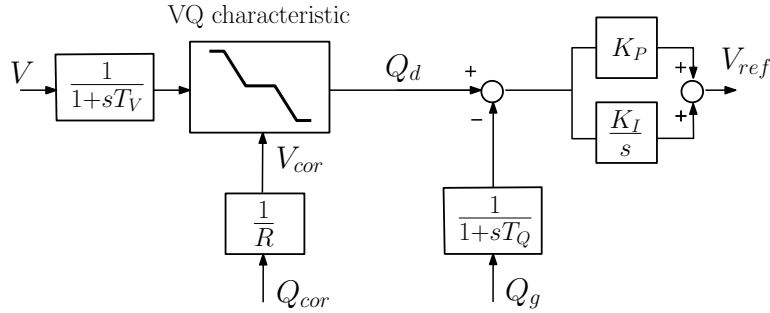 VQ characteristic
V
1
1+sT_V
Q_d
+
−
K_P
K_I
s
+
+
V_ref
V_cor
1
R
Q_cor
1
1+sT_Q
Q_g